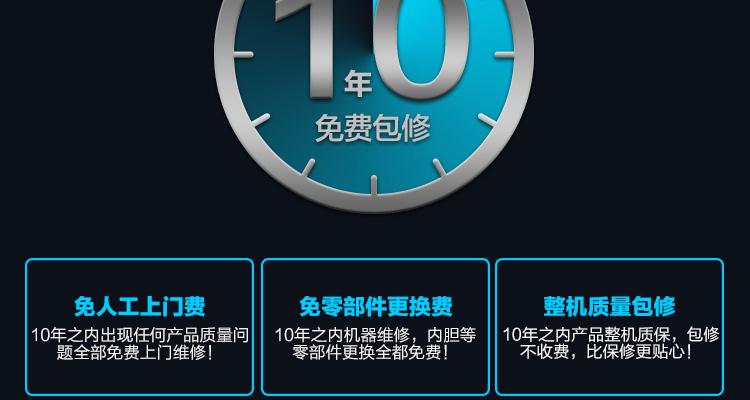 10年
免费包修
免人工上门费
10年之内出现任何产品质量问
题全部免费上门维修！
免零部件更换费
10年之内机器维修，内胆等
零部件更换全都免费！
整机质量包修
10年之内产品整机质保，包修
不收费，比保修更贴心！